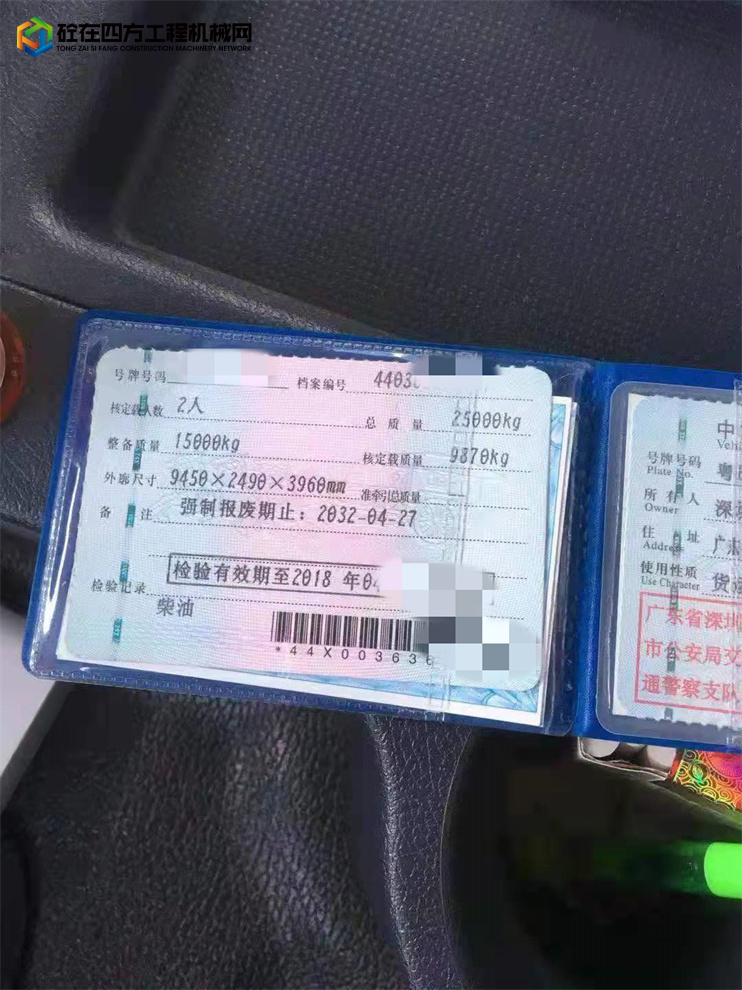 砼在四方工程机械网
TONG ZAI SI FANG CONSTRUCTION MACHINERY NETWORK
号牌号码 档案编号 4403
核定载人数 2人 总质量 25000kg
整备质量 15000kg 核定载质量 9870kg
外廓尺寸 9450×2490×3960mm 准牵引总质量
备注 强制报废期止：2032-04-27
检验有效期至2018 年04
检验记录
柴油
*44X003636
中
Vehi
号牌号码 粤
Plate No.
所有人 深
Owner
住址 广东
Address
使用性质 货运
Use Character
广东省深圳
市公安局交
通警察支队